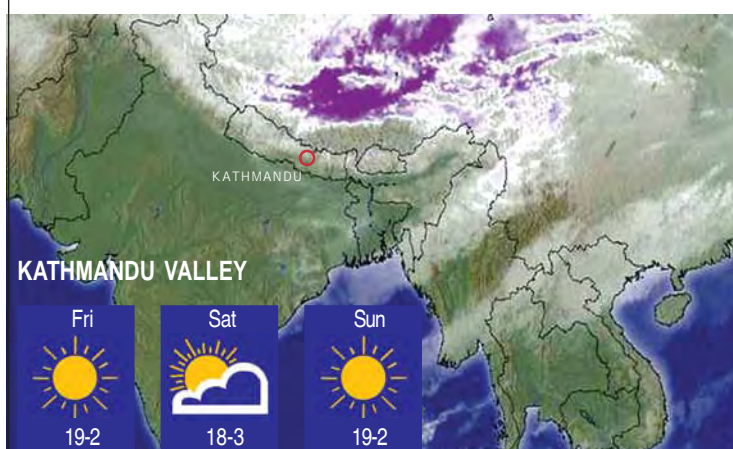 KATHMANDU
KATHMANDU VALLEY
Fri
Sat
Sun
19-2
18-3
19-2